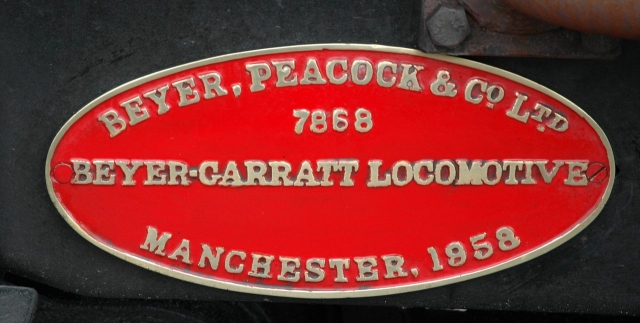 BEYER, PEACOCK & CO LTD
7868
BEYER-GARRATT LOCOMOTIVE
MANCHESTER, 1958